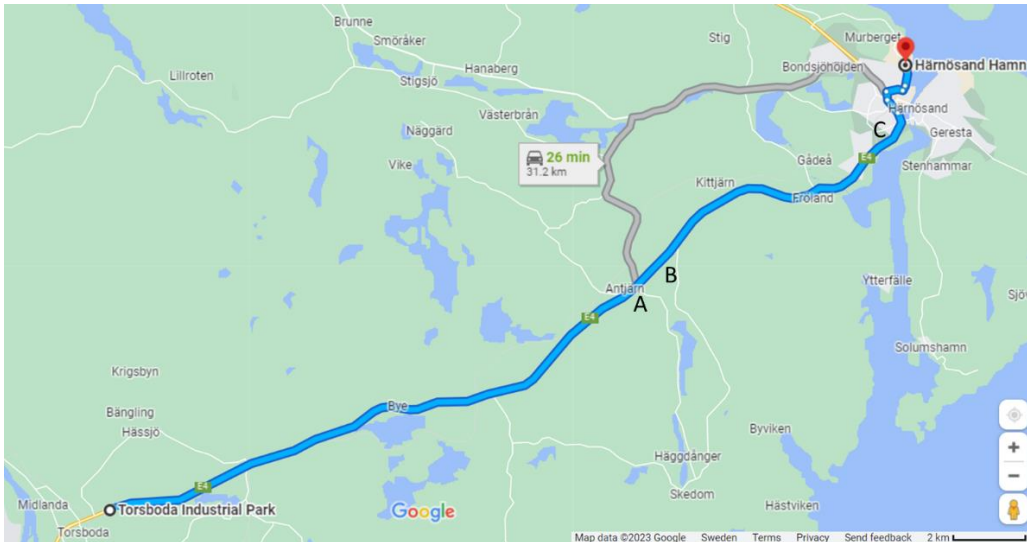 Brunne
Smöråker
Stig
Murberget
Lillroten
Hanaberg
Bondsjöhöjden
Härnösand Hamn
Stigsjö
Västerbrån
Härnösand
Näggärd
C
Geresta
26 min
31.2 km
Vike
Gådeå
E4
Stenhammar
Kittjärn
Fröland
B
Ytterfälle
Antjärn
A
Sjöv
E4
Solumshamn
Krigsbyn
Bye
Bängling
Hässjö
Byviken
Häggdånger
E4
Skedom
Midlanda
Torsboda Industrial Park
Google
Hästviken
Torsboda
Map data ©2023 Google Sweden Terms Privacy Send feedback 2 km